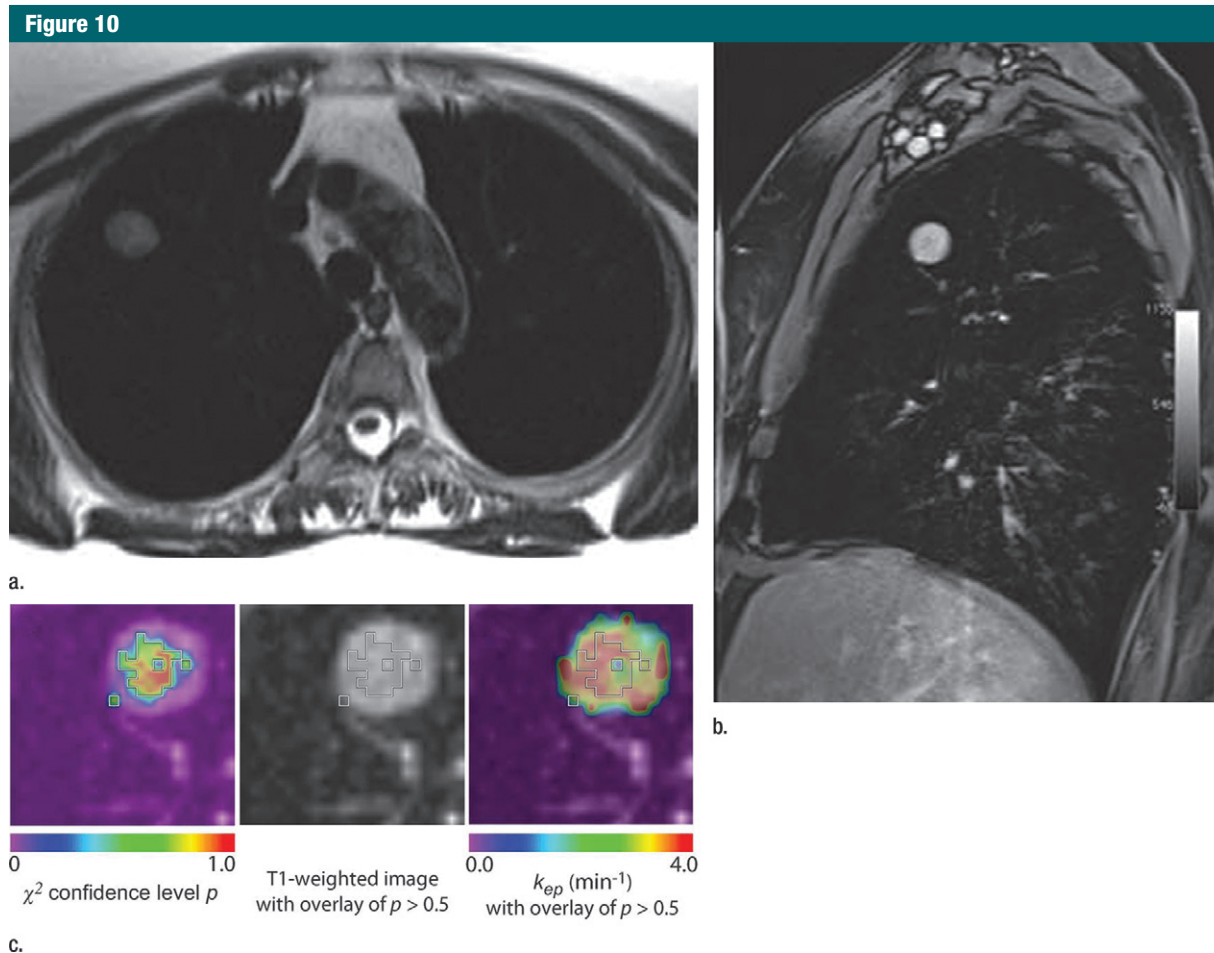 Figure 10
a.
b.
0 1.0
χ² confidence level p
T1-weighted image
with overlay of p > 0.5
0.0 4.0
kep (min⁻¹)
with overlay of p > 0.5
c.